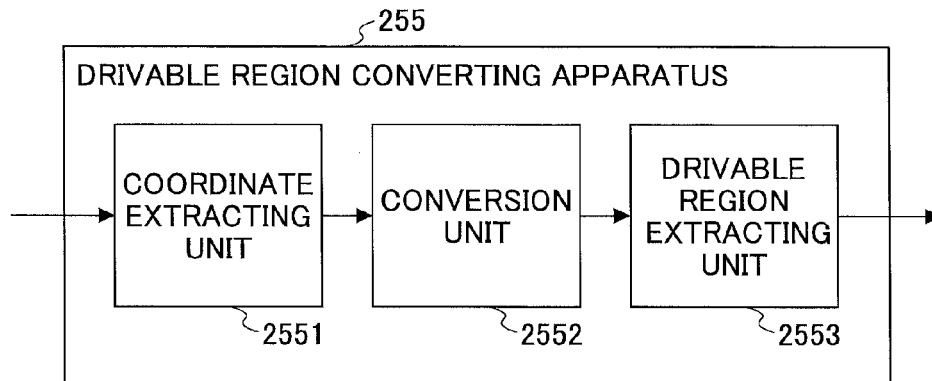 255
DRIVABLE REGION CONVERTING APPARATUS
COORDINATE
EXTRACTING
UNIT
2551
CONVERSION
UNIT
2552
DRIVABLE
REGION
EXTRACTING
UNIT
2553